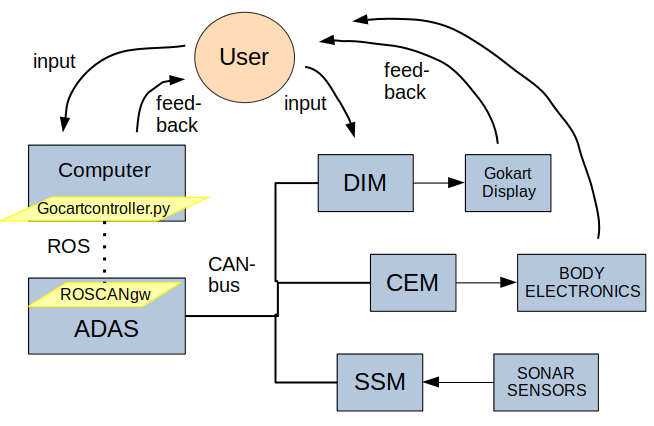 User
input
feed-
back
input
feed-
back
Computer
Gocartcontroller.py
ROS
ROSCANgw
ADAS
CAN-
bus
DIM
Gokart
Display
CEM
BODY
ELECTRONICS
SSM
SONAR
SENSORS